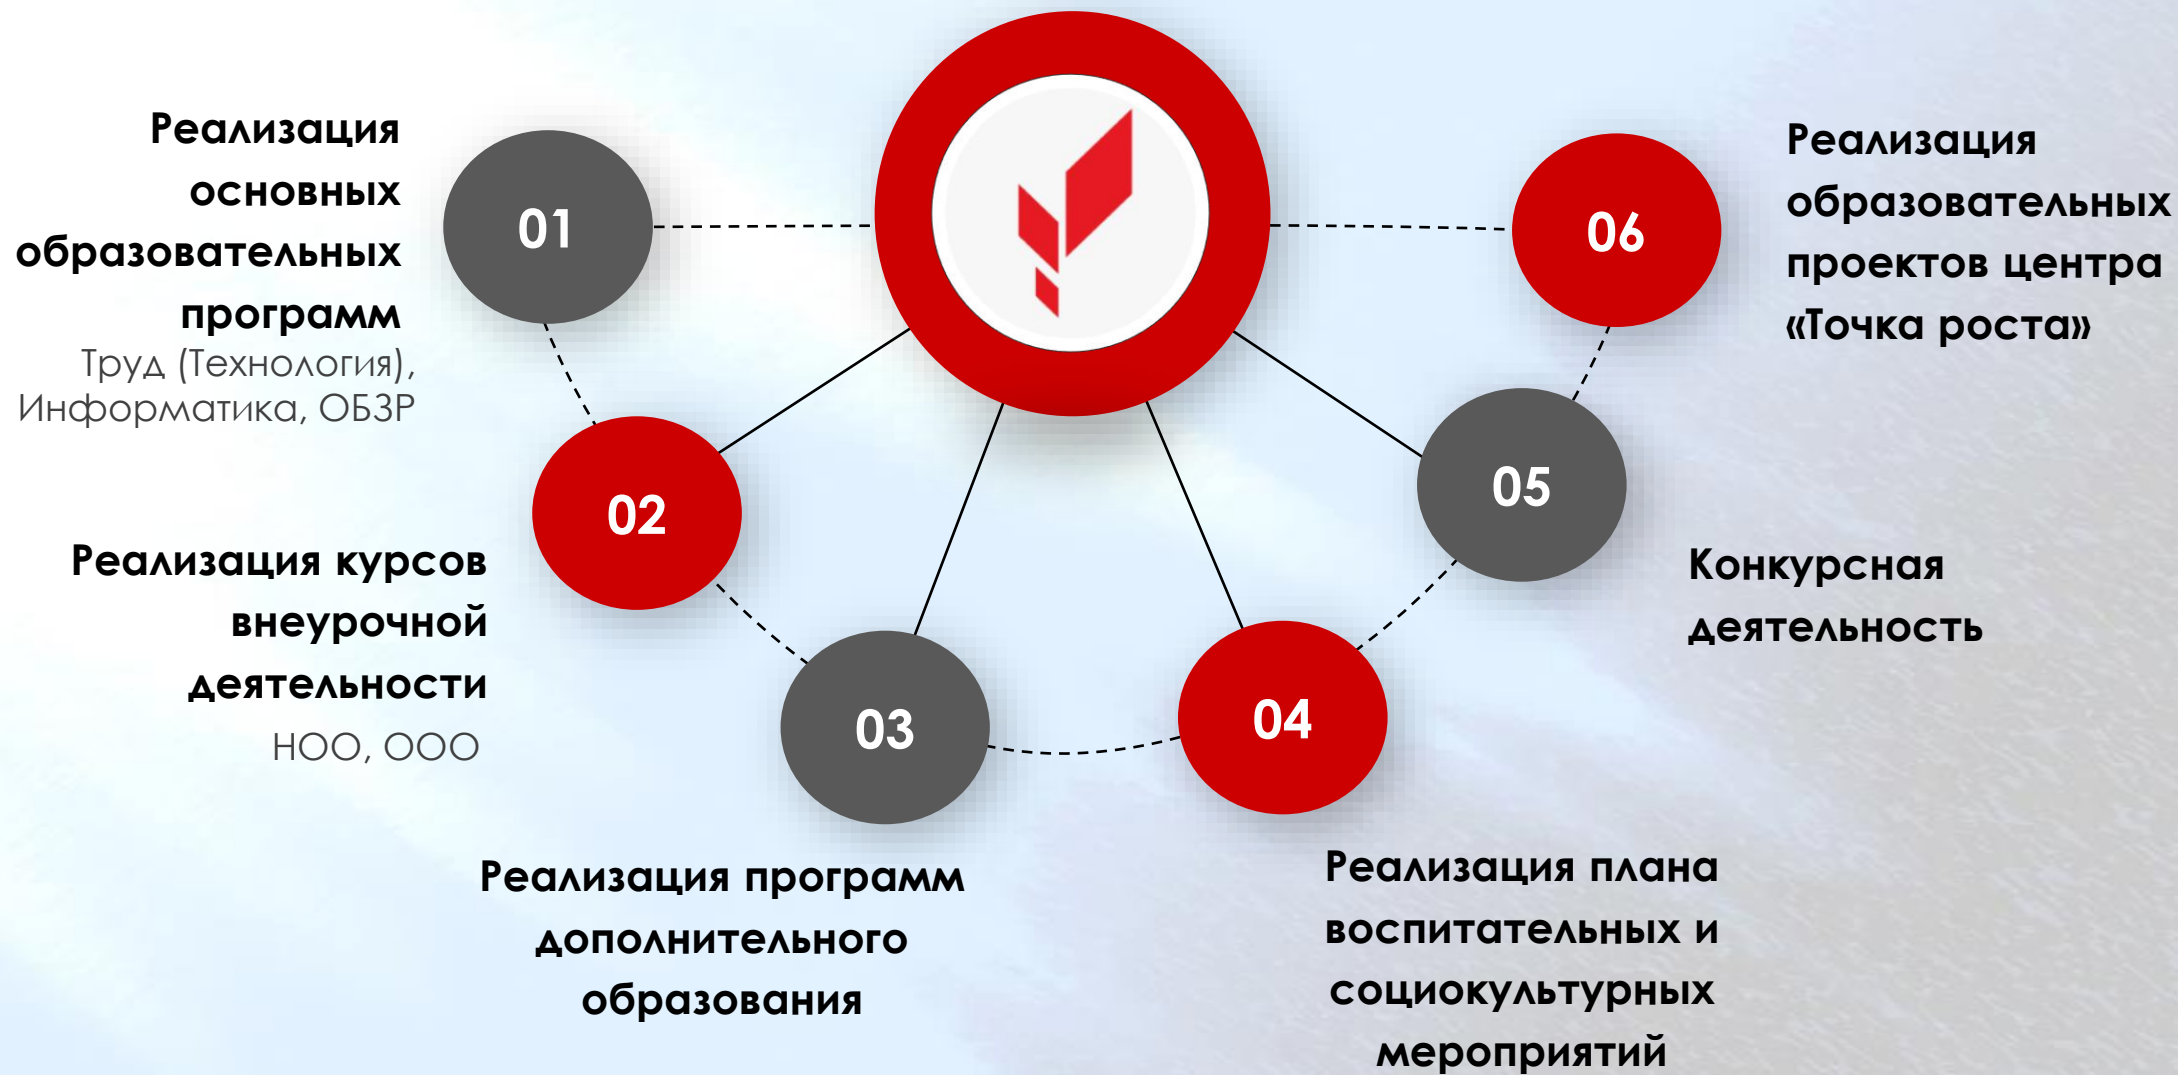 01
Реализация
основных
образовательных
программ
Труд (Технология),
Информатика, ОБЗР
02
Реализация курсов
внеурочной
деятельности
НОО, ООО
03
Реализация программ
дополнительного
образования
04
Реализация плана
воспитательных и
социокультурных
мероприятий
05
Конкурсная
деятельность
06
Реализация
образовательных
проектов центра
«Точка роста»